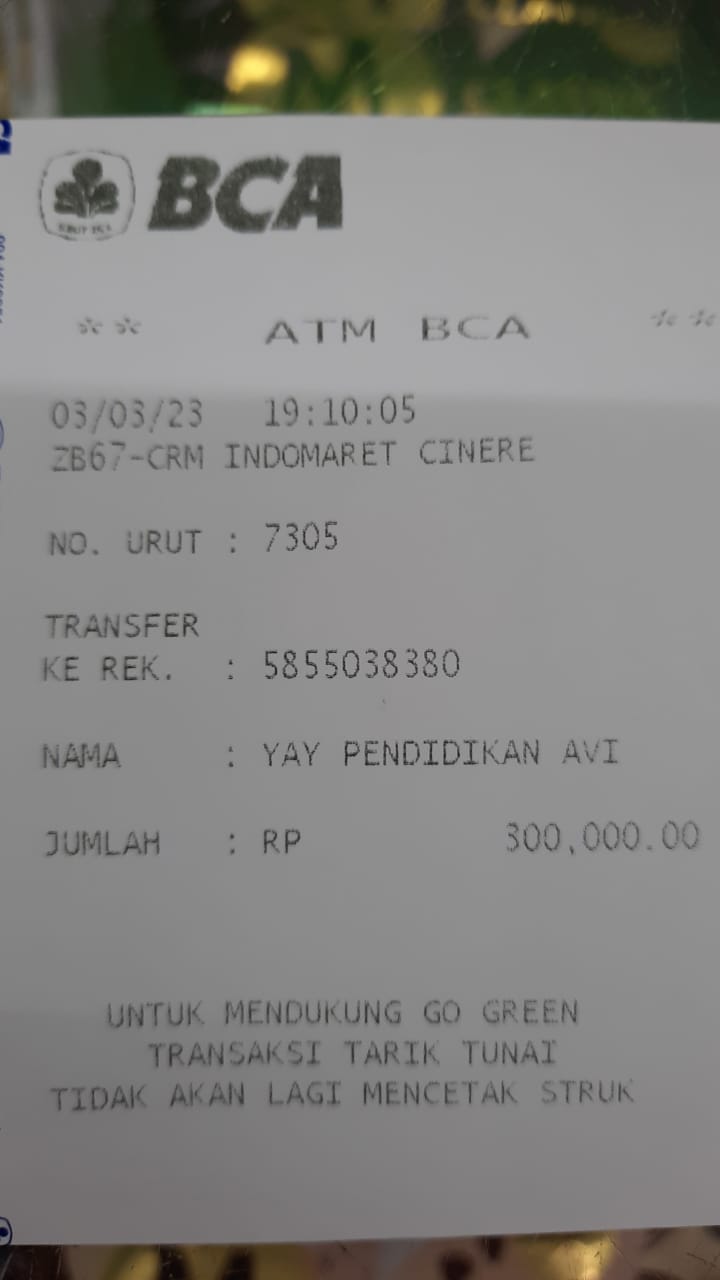 BCA
** ATM BCA **
03/03/23 19:10:05
ZB67-CRM INDOMARET CINERE
NO. URUT : 7305
TRANSFER
KE REK. : 5855038380
NAMA : YAY PENDIDIKAN AVI
JUMLAH : RP 300,000.00
UNTUK MENDUKUNG GO GREEN
TRANSAKSI TARIK TUNAI
TIDAK AKAN LAGI MENCETAK STRUK